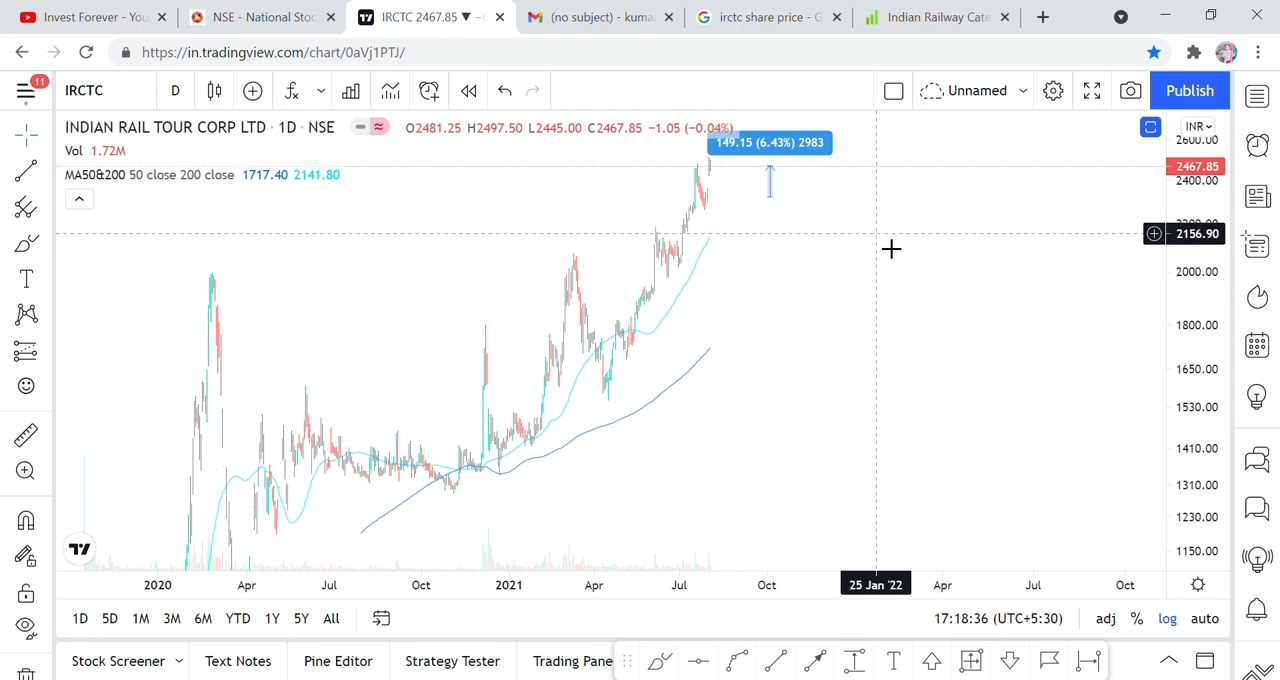 Invest Forever - You
NSE - National Stoc
IRCTC 2467.85 ▼ −
(no subject) - kuma
irctc share price - G
Indian Railway Cate
https://in.tradingview.com/chart/0aVj1PTJ/
11
IRCTC
D
Unnamed
Publish
INDIAN RAIL TOUR CORP LTD · 1D · NSE
O2481.25 H2497.50 L2445.00 C2467.85 −1.05 (−0.04%)
INR
Vol 1.72M
149.15 (6.43%) 2983
2600.00
MA50&200 50 close 200 close 1717.40 2141.80
2467.85
2400.00
2200.00
2156.90
2000.00
1800.00
1650.00
1530.00
1410.00
1310.00
1230.00
1150.00
2020 Apr Jul Oct 2021 Apr Jul Oct 25 Jan '22 Apr Jul Oct
1D 5D 1M 3M 6M YTD 1Y 5Y All
17:18:36 (UTC+5:30)
adj % log auto
Stock Screener
Text Notes
Pine Editor
Strategy Tester
Trading Pane